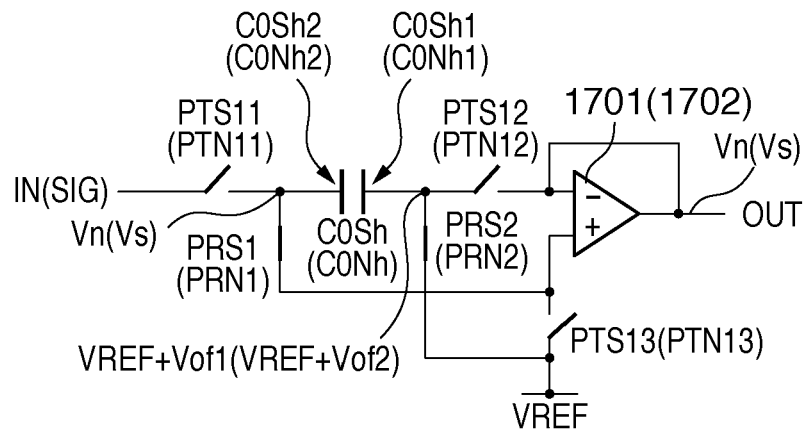 C0Sh2
(C0Nh2)
C0Sh1
(C0Nh1)
PTS11
(PTN11)
PTS12
(PTN12)
1701(1702)
Vn(Vs)
IN(SIG)
Vn(Vs)
PRS1
(PRN1)
C0Sh
(C0Nh)
PRS2
(PRN2)
−
+
OUT
VREF+Vof1(VREF+Vof2)
PTS13(PTN13)
VREF